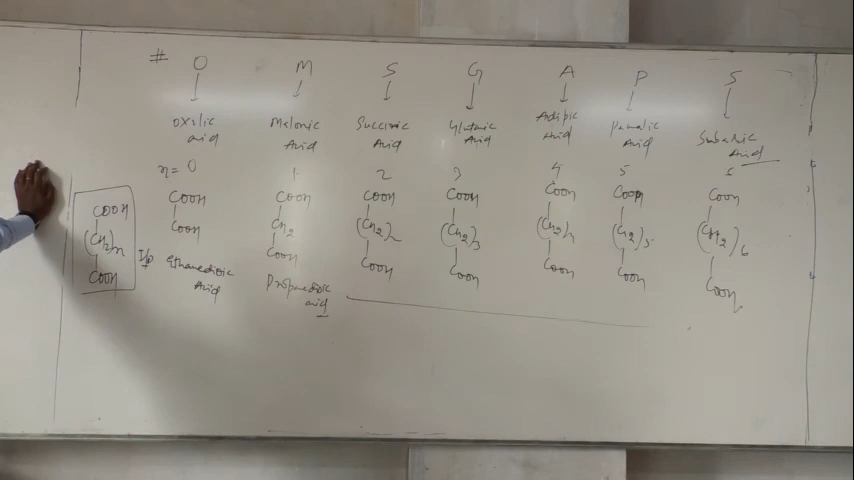 # O M S G A P S
Oxalic Malonic Succinic Glutaric Adipic Pemalic Subaric
acid Acid Acid Acid Acid Acid Acid
n = 0 1 2 3 4 5 6
COOH COOH COOH COOH COOH COOH COOH COOH
(CH2)n COOH CH2 (CH2)2 (CH2)3 (CH2)4 (CH2)5 (CH2)6
COOH COOH COOH COOH COOH COOH COOH
Ethanedioic Propanedioic
Acid acid